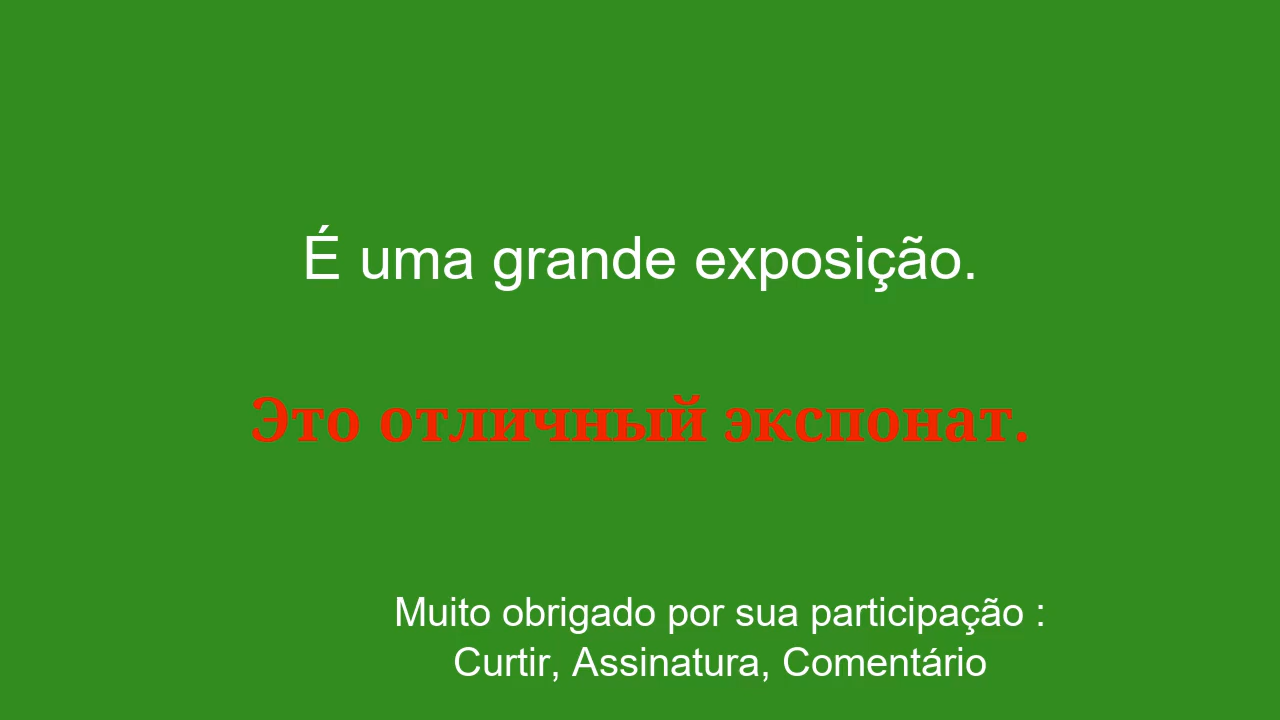 É uma grande exposição.
Это отличный экспонат.
Muito obrigado por sua participação :
Curtir, Assinatura, Comentário